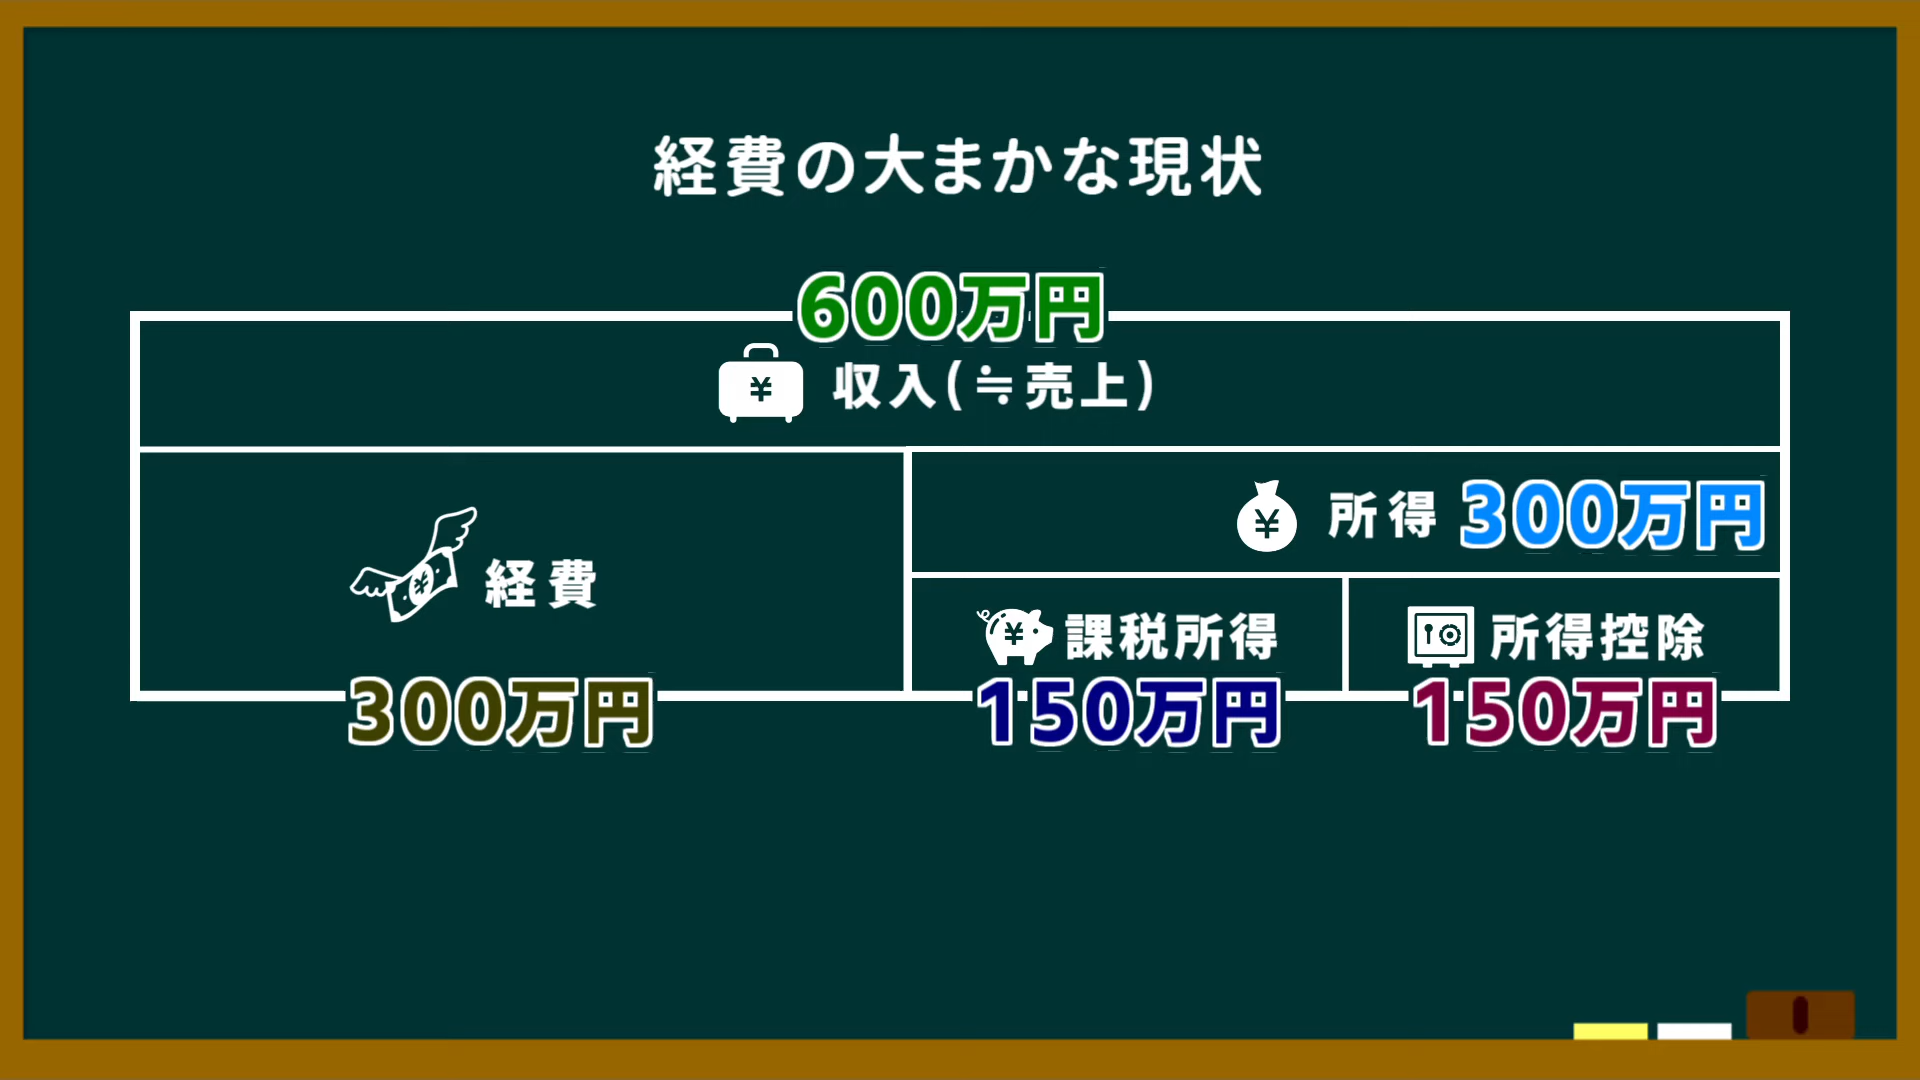 経費の大まかな現状
600万円
¥ 収入(≒売上)
¥ 経費
300万円
¥ 所得 300万円
¥ 課税所得
150万円
所得控除
150万円